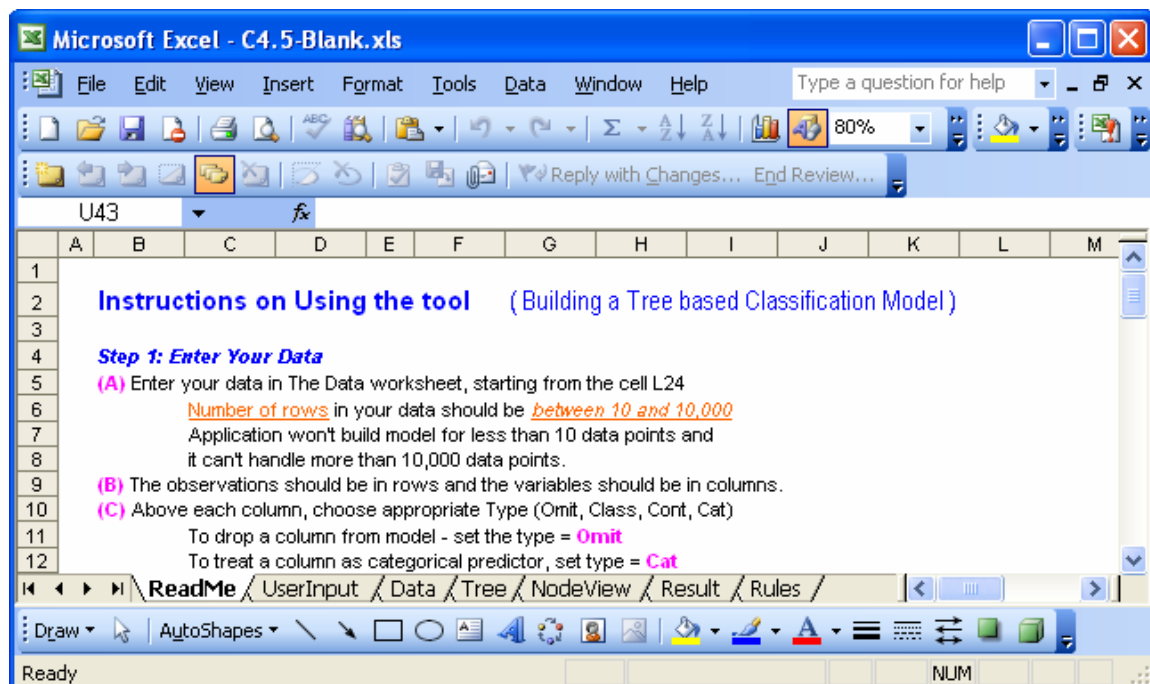 Microsoft Excel - C4.5-Blank.xls
File Edit View Insert Format Tools Data Window Help Type a question for help
ABC Σ A Z Z A 80%
Reply with Changes... End Review...
U43 fx
A B C D E F G H I J K L M
1
2 Instructions on Using the tool ( Building a Tree based Classification Model )
3
4 Step 1: Enter Your Data
5 (A) Enter your data in The Data worksheet, starting from the cell L24
6 Number of rows in your data should be between 10 and 10,000
7 Application won't build model for less than 10 data points and
8 it can't handle more than 10,000 data points.
9 (B) The observations should be in rows and the variables should be in columns.
10 (C) Above each column, choose appropriate Type (Omit, Class, Cont, Cat)
11 To drop a column from model - set the type = Omit
12 To treat a column as categorical predictor, set type = Cat
ReadMe UserInput Data Tree NodeView Result Rules
Draw AutoShapes A A
Ready NUM